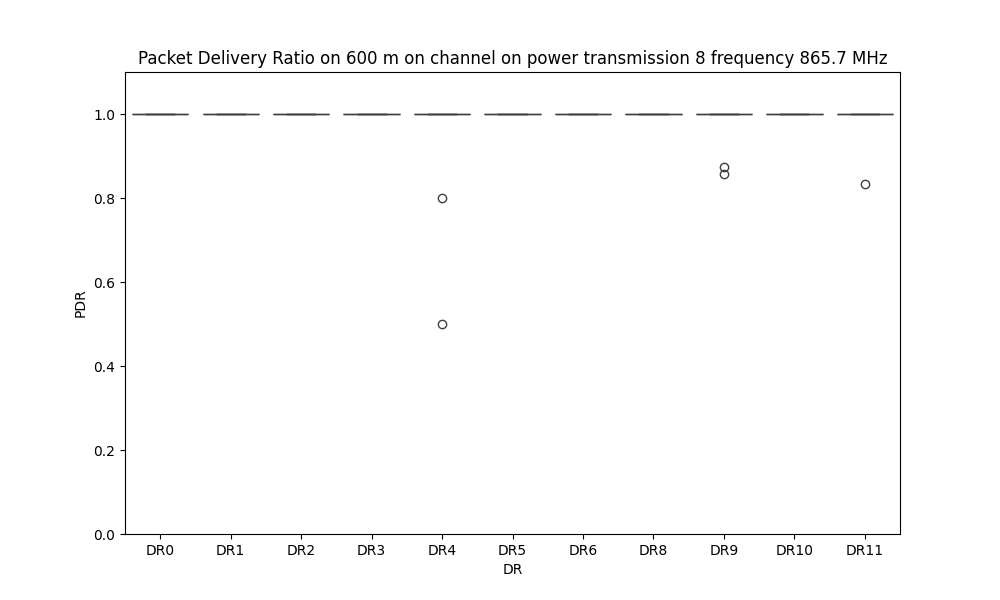 Packet Delivery Ratio on 600 m on channel on power transmission 8 frequency 865.7 MHz
1.0
0.8
0.6
0.4
0.2
0.0
PDR
DR0 DR1 DR2 DR3 DR4 DR5 DR6 DR8 DR9 DR10 DR11
DR